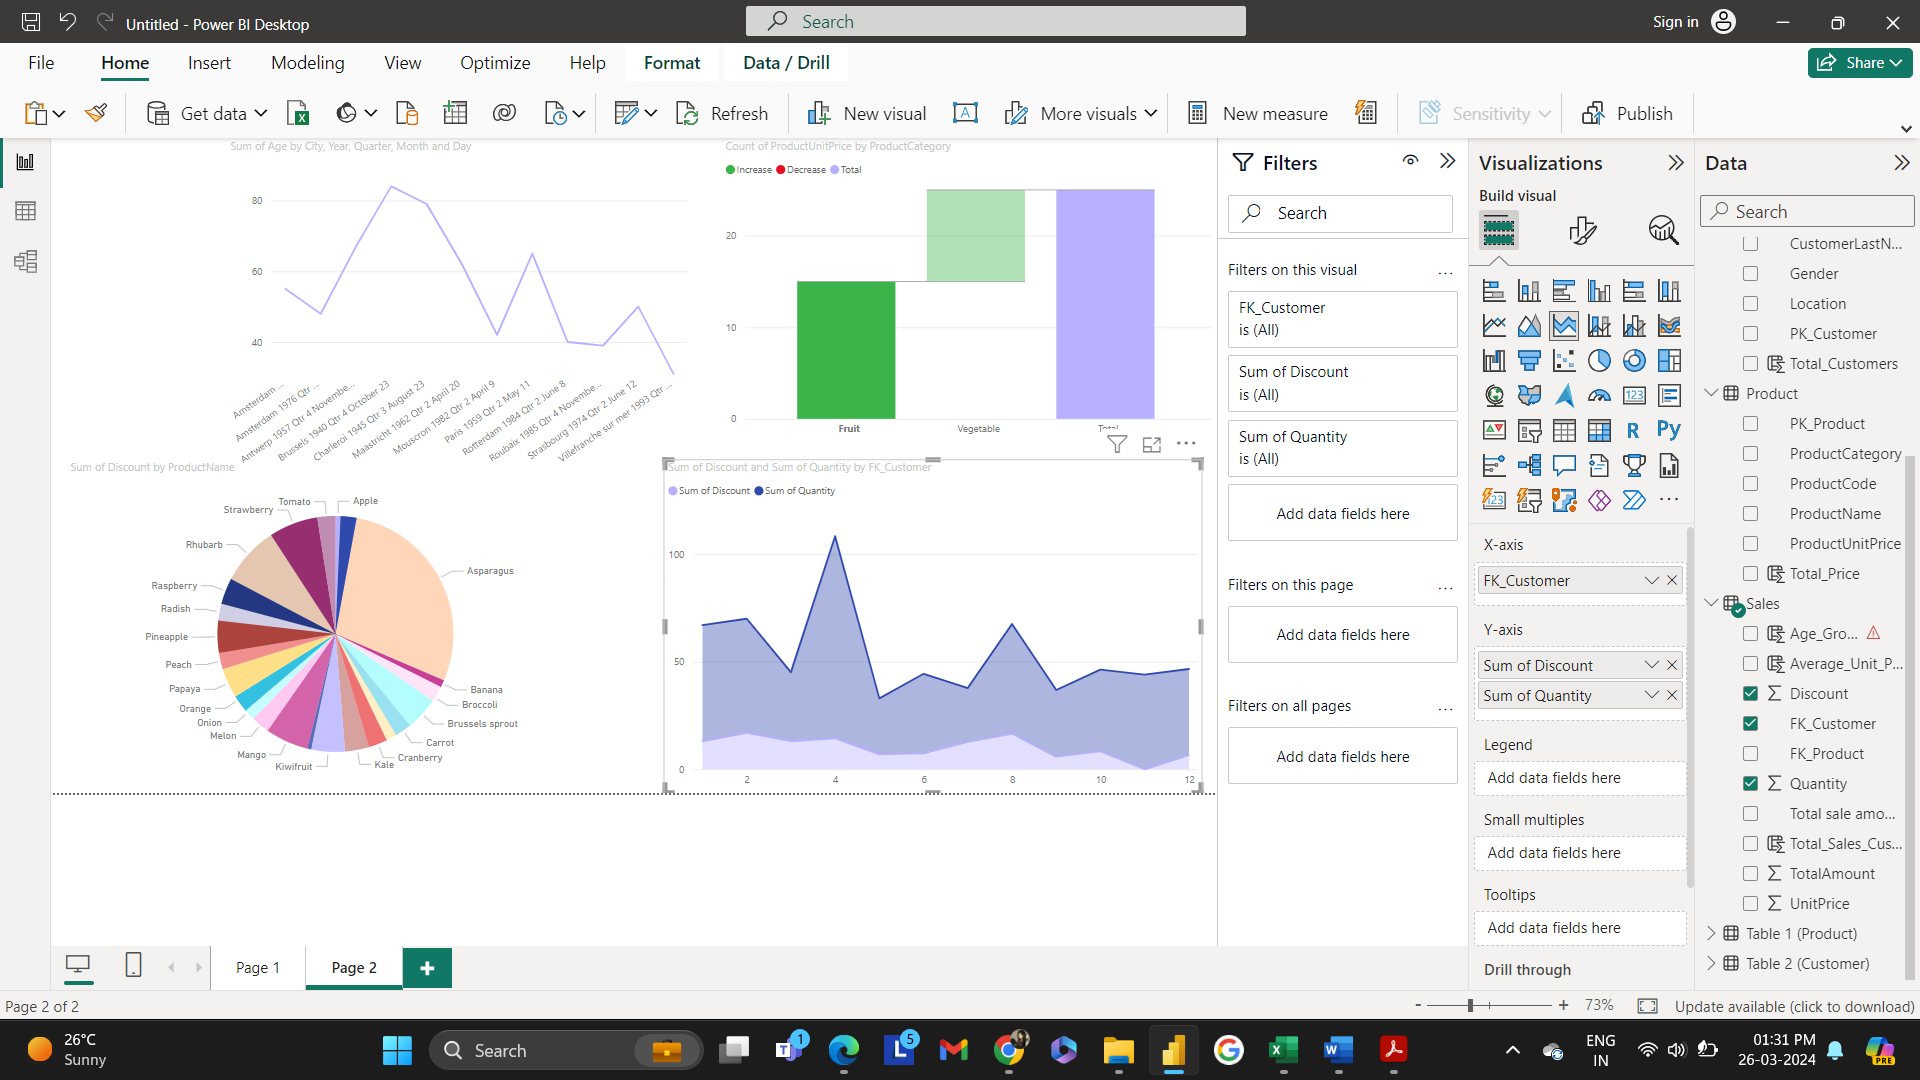 Untitled - Power BI Desktop
Search
Sign in
File
Home
Insert
Modeling
View
Optimize
Help
Format
Data / Drill
Share
Get data
Refresh
New visual
More visuals
New measure
Sensitivity
Publish
Sum of Age by City, Year, Quarter, Month and Day
80
60
40
Amsterdam ...
Amsterdam 1976 Qtr ...
Antwerp 1957 Qtr 4 Novembe...
Brussels 1940 Qtr 4 October 23
Charleroi 1945 Qtr 3 August 23
Maastricht 1962 Qtr 2 April 20
Mouscron 1982 Qtr 2 April 9
Paris 1959 Qtr 2 May 11
Rotterdam 1984 Qtr 2 June 8
Roubaix 1985 Qtr 4 Novembe...
Strasbourg 1974 Qtr 2 June 12
Villefranche sur mer 1993 Qtr ...
Count of ProductUnitPrice by ProductCategory
Increase Decrease Total
20
10
0
Fruit
Vegetable
Total
Sum of Discount by ProductName
Tomato
Apple
Strawberry
Rhubarb
Asparagus
Raspberry
Radish
Pineapple
Peach
Papaya
Banana
Broccoli
Orange
Brussels sprout
Onion
Melon
Carrot
Mango
Cranberry
Kiwifruit
Kale
Sum of Discount and Sum of Quantity by FK_Customer
Sum of Discount Sum of Quantity
100
50
0
2
4
6
8
10
12
Filters
Search
Filters on this visual
...
FK_Customer
is (All)
Sum of Discount
is (All)
Sum of Quantity
is (All)
Add data fields here
Filters on this page
...
Add data fields here
Filters on all pages
...
Add data fields here
Visualizations
Build visual
123
R
Py
123
...
X-axis
FK_Customer
Y-axis
Sum of Discount
Sum of Quantity
Legend
Add data fields here
Small multiples
Add data fields here
Tooltips
Add data fields here
Drill through
Data
Search
CustomerLastN...
Gender
Location
PK_Customer
Total_Customers
Product
PK_Product
ProductCategory
ProductCode
ProductName
ProductUnitPrice
Total_Price
Sales
Age_Gro...
Average_Unit_P...
Discount
FK_Customer
FK_Product
Quantity
Total sale amo...
Total_Sales_Cus...
TotalAmount
UnitPrice
Table 1 (Product)
Table 2 (Customer)
Page 1
Page 2
+
Page 2 of 2
- + 73%
Update available (click to download)
26°C
Sunny
Search
1
5
ENG
IN
01:31 PM
26-03-2024
PRE